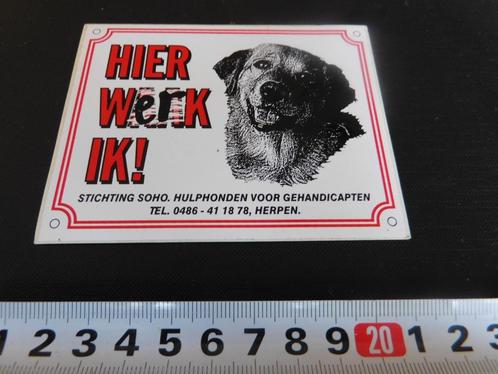 HIER
WerK
IK!
STICHTING SOHO. HULPHONDEN VOOR GEHANDICAPTEN
TEL. 0486 - 41 18 78, HERPEN.
1 2 3 4 5 6 7 8 9 20 1 2 3